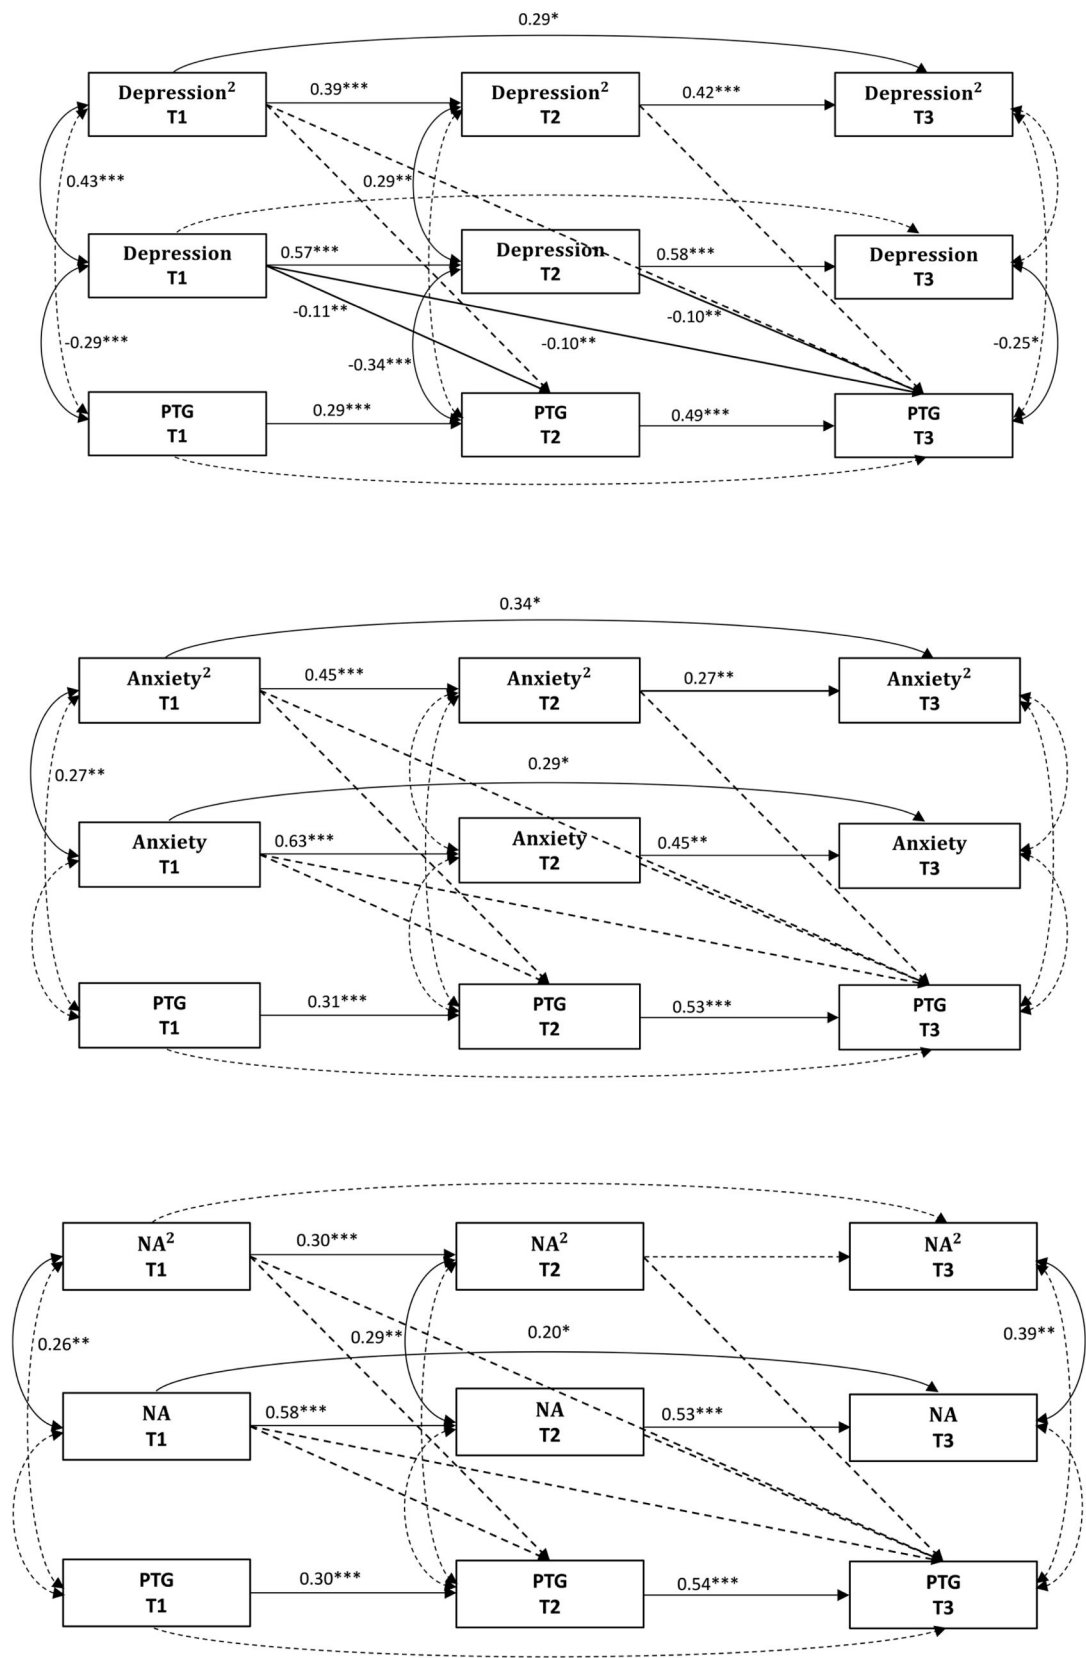 0.29*
Depression²
T1
0.39***
Depression²
T2
0.42***
Depression²
T3
0.43***
0.29**
Depression
T1
0.57***
Depression
T2
0.58***
Depression
T3
-0.11**
-0.10**
-0.29***
-0.10**
-0.34***
-0.25*
PTG
T1
0.29***
PTG
T2
0.49***
PTG
T3
0.34*
Anxiety²
T1
0.45***
Anxiety²
T2
0.27**
Anxiety²
T3
0.27**
0.29*
Anxiety
T1
0.63***
Anxiety
T2
0.45**
Anxiety
T3
PTG
T1
0.31***
PTG
T2
0.53***
PTG
T3
NA²
T1
0.30***
NA²
T2
NA²
T3
0.26**
0.29**
0.20*
0.39**
NA
T1
0.58***
NA
T2
0.53***
NA
T3
PTG
T1
0.30***
PTG
T2
0.54***
PTG
T3